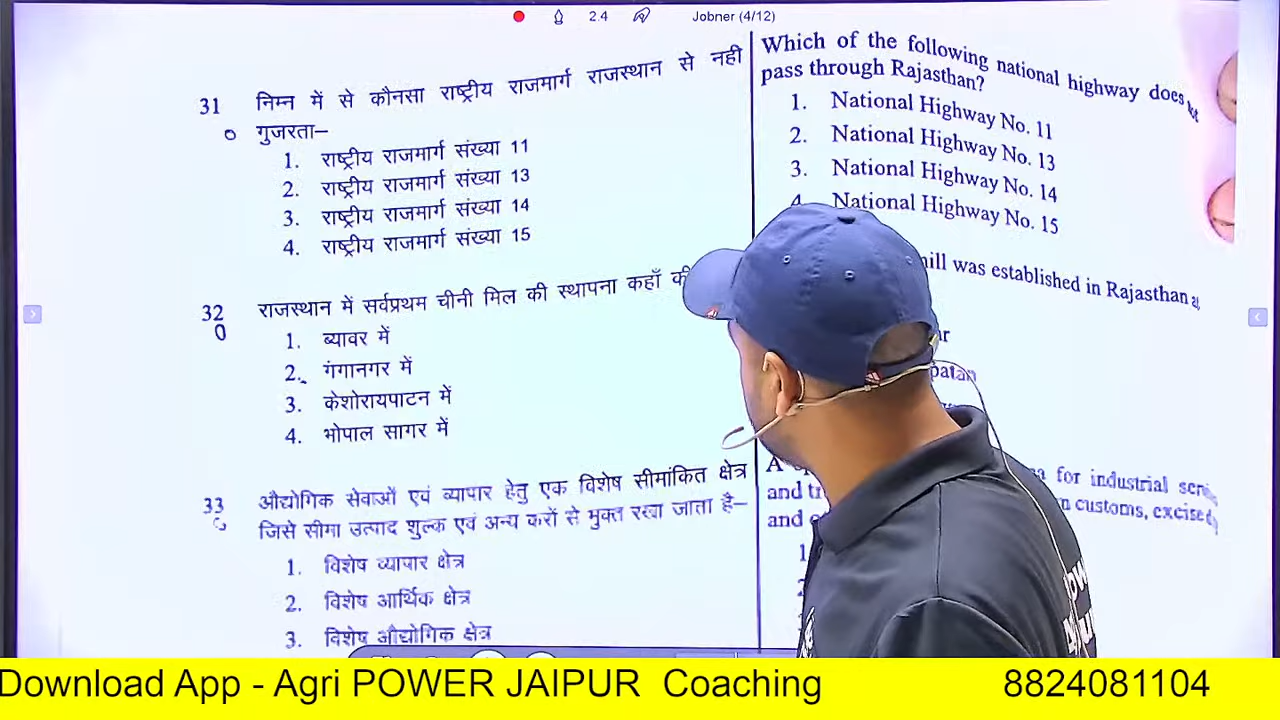 2.4 Jobner (4/12)
31 निम्न में से कौनसा राष्ट्रीय राजमार्ग राजस्थान से नही
गुजरता–
1. राष्ट्रीय राजमार्ग संख्या 11
2. राष्ट्रीय राजमार्ग संख्या 13
3. राष्ट्रीय राजमार्ग संख्या 14
4. राष्ट्रीय राजमार्ग संख्या 15
32 राजस्थान में सर्वप्रथम चीनी मिल की स्थापना कहाँ की
1. ब्यावर में
2. गंगानगर में
3. केशोरायपाटन में
4. भोपाल सागर में
33 औद्योगिक सेवाओं एवं व्यापार हेतु एक विशेष सीमांकित क्षेत्र
जिसे सीमा उत्पाद शुल्क एवं अन्य करों से मुक्त रखा जाता है–
1. विशेष व्यापार क्षेत्र
2. विशेष आर्थिक क्षेत्र
3. विशेष औद्योगिक क्षेत्र
Which of the following national highway does not
pass through Rajasthan?
1. National Highway No. 11
2. National Highway No. 13
3. National Highway No. 14
4. National Highway No. 15
was established in Rajasthan
A for industrial
and customs,
and
Download App - Agri POWER JAIPUR Coaching 8824081104